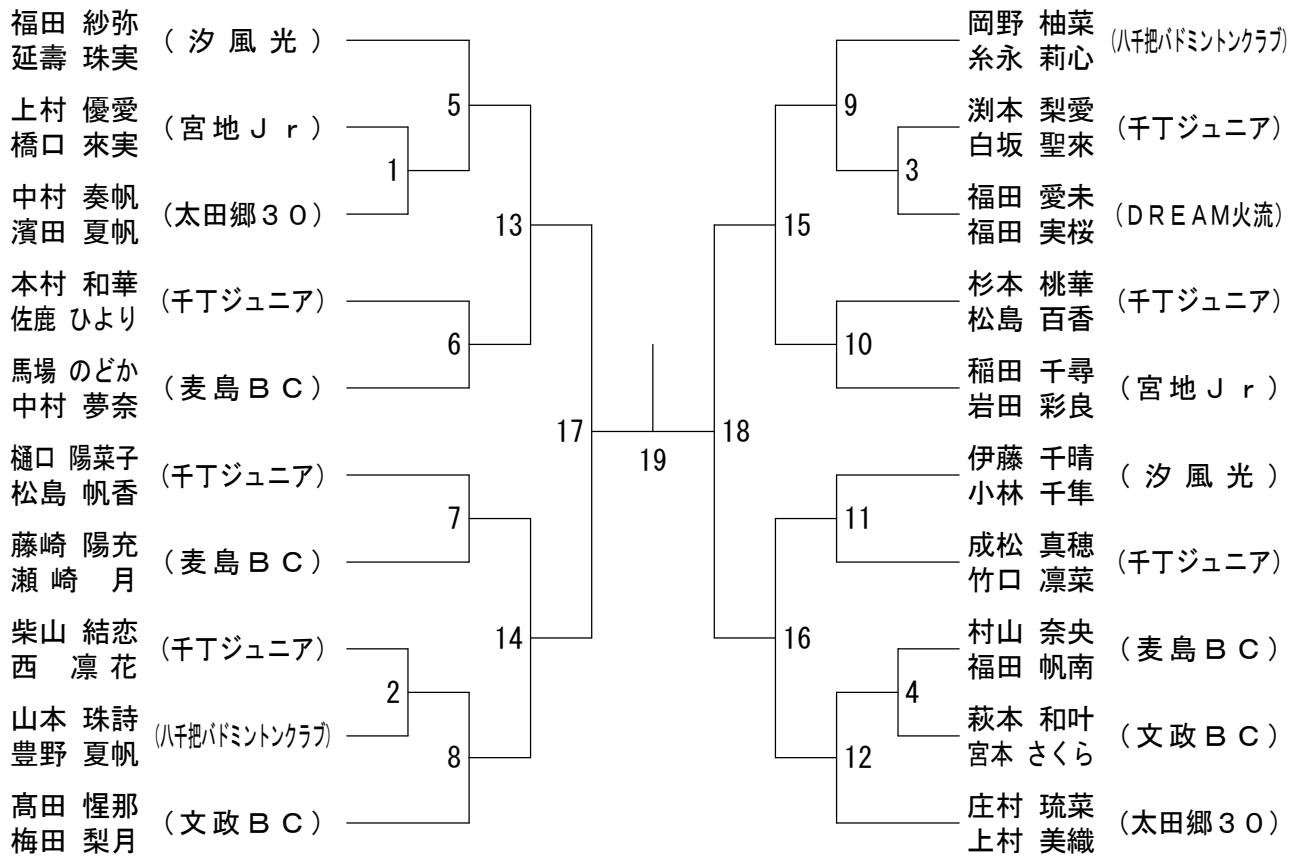 福田 紗弥
延壽 珠実
(汐風光)
上村 優愛
橋口 來実
(宮地Jr)
中村 奏帆
濱田 夏帆
(太田郷30)
本村 和華
佐鹿 ひより
(千丁ジュニア)
馬場 のどか
中村 夢奈
(麦島BC)
樋口 陽菜子
松島 帆香
(千丁ジュニア)
藤崎 陽充
瀬崎 月
(麦島BC)
柴山 結恋
西 凛花
(千丁ジュニア)
山本 珠詩
豊野 夏帆
(八千把バドミントンクラブ)
髙田 惺那
梅田 梨月
(文政BC)
5
1
13
6
17
7
14
2
8
19
9
3
15
10
18
11
16
4
12
岡野 柚菜
糸永 莉心
(八千把バドミントンクラブ)
渕本 梨愛
白坂 聖來
(千丁ジュニア)
福田 愛未
福田 実桜
(DREAM火流)
杉本 桃華
松島 百香
(千丁ジュニア)
稲田 千尋
岩田 彩良
(宮地Jr)
伊藤 千晴
小林 千隼
(汐風光)
成松 真穂
竹口 凛菜
(千丁ジュニア)
村山 奈央
福田 帆南
(麦島BC)
萩本 和叶
宮本 さくら
(文政BC)
庄村 琉菜
上村 美織
(太田郷30)